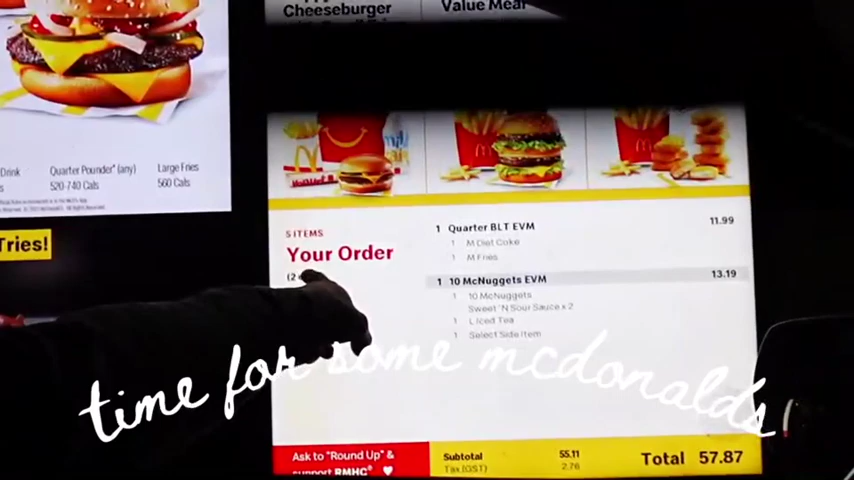 Cheeseburger
Value Meal
Drink
Quarter Pounder® (any)
520-740 Cals
Large Fries
560 Cals
Tries!
5 ITEMS
Your Order
(2
1 Quarter BLT EVM 11.99
1 M Diet Coke
1 M Fries
1 10 McNuggets EVM 13.19
1 10 McNuggets
Sweet 'N Sour Sauce x 2
1 L Iced Tea
1 Select Side Item
time for some mcdonalds
Ask to "Round Up" &
support RMHC®
Subtotal 55.11
Tax (GST) 2.76
Total 57.87